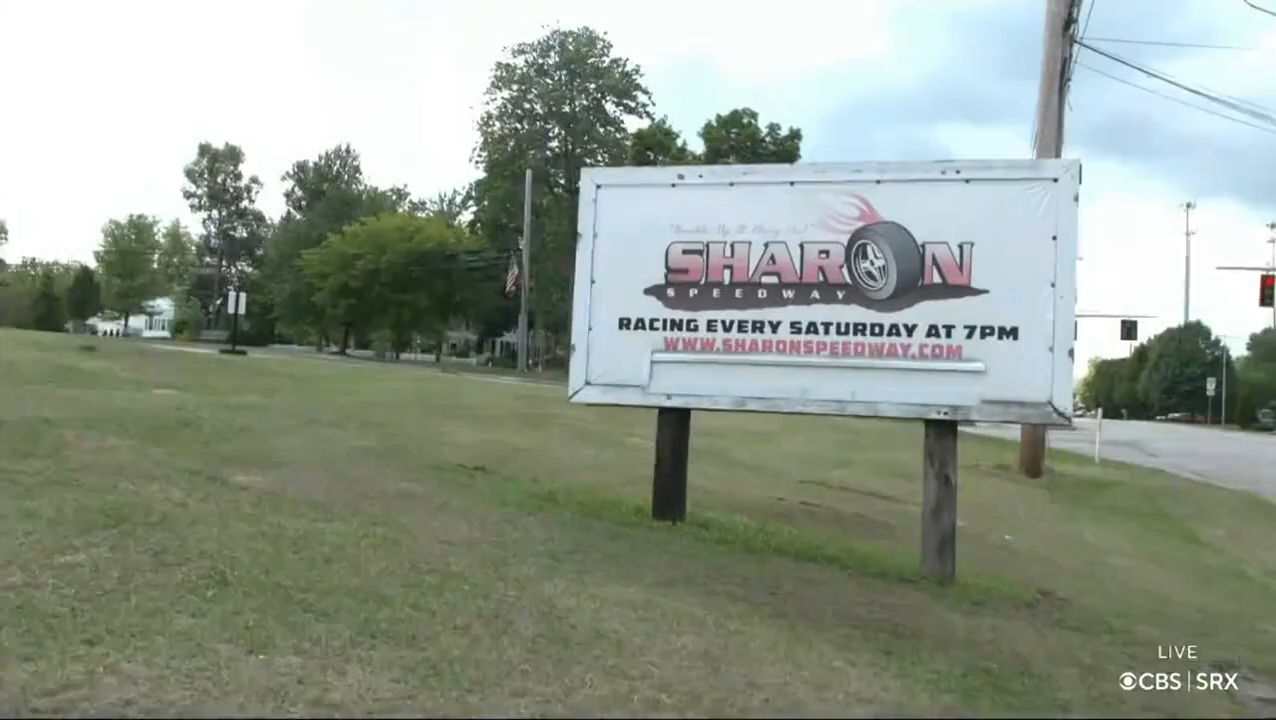 SHARON
SPEEDWAY
RACING EVERY SATURDAY AT 7PM
WWW.SHARONSPEEDWAY.COM
LIVE
CBS | SRX